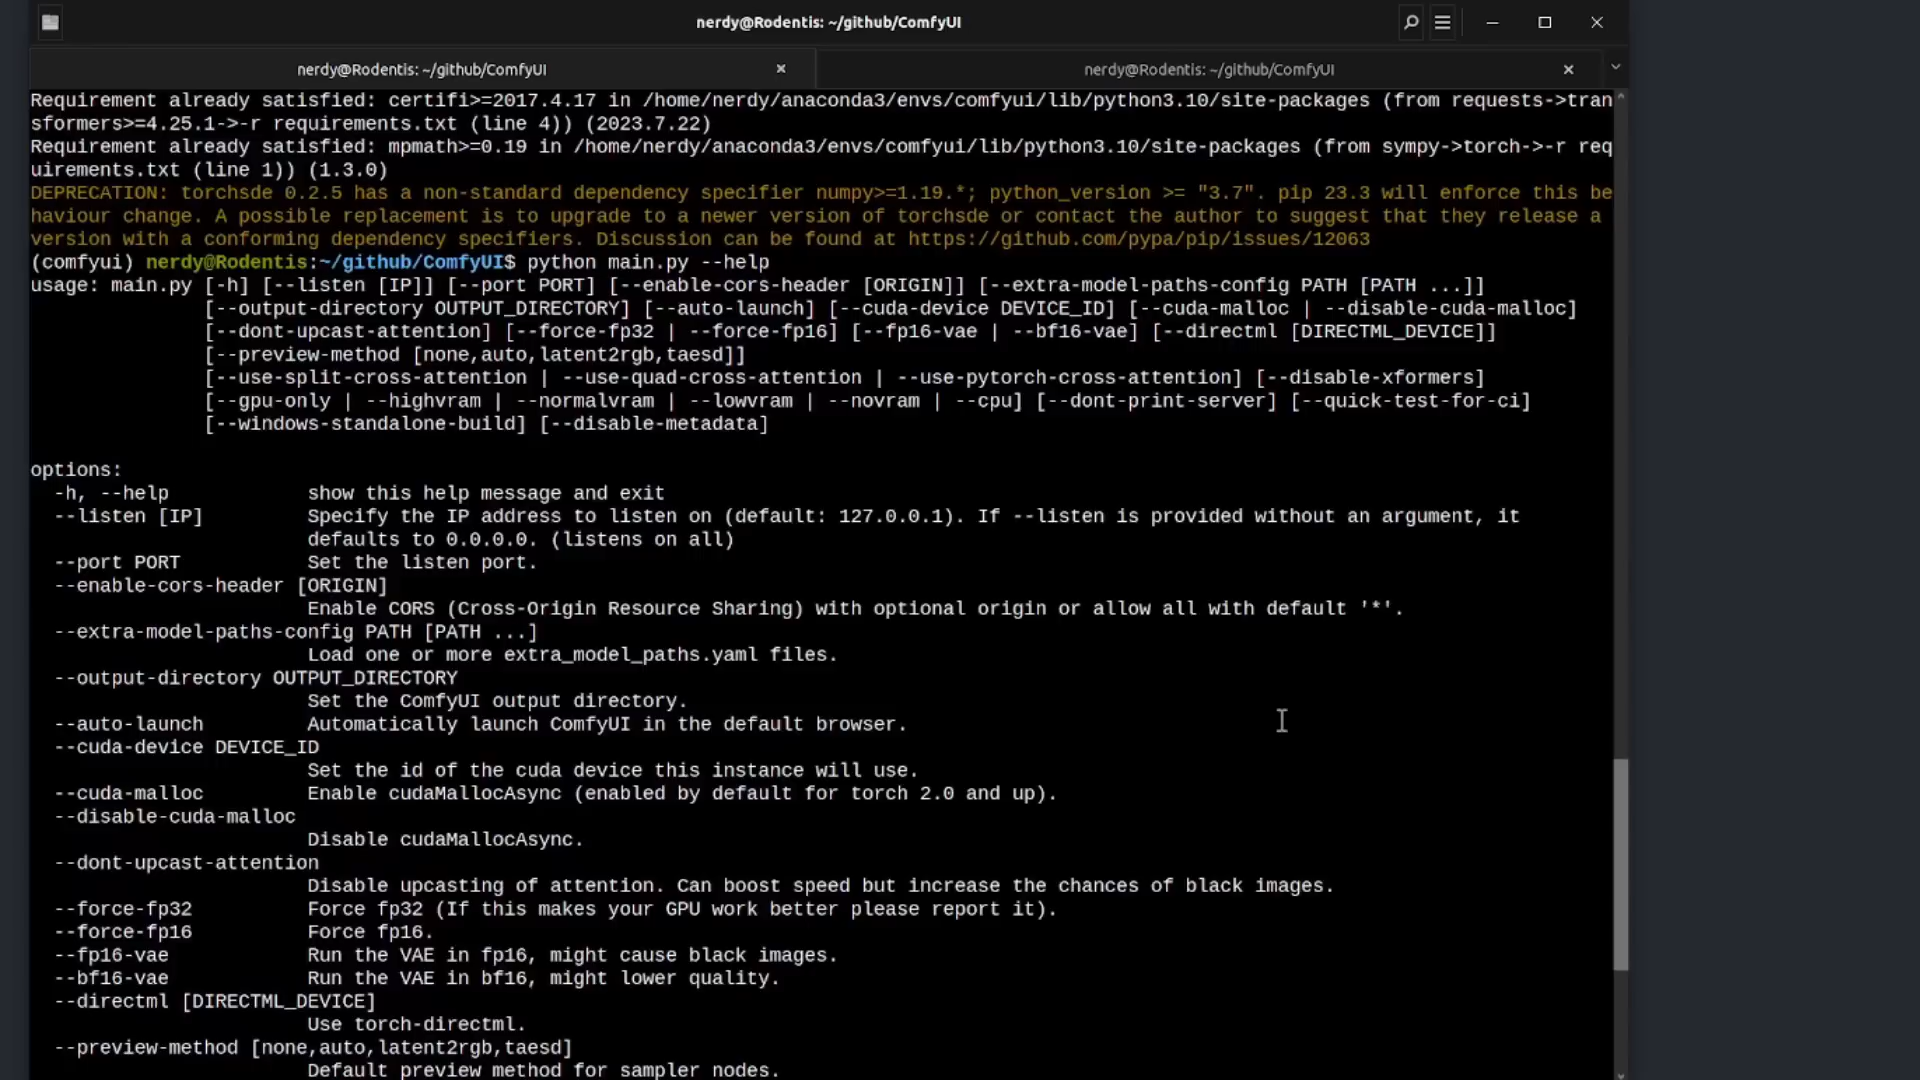 nerdy@Rodentis: ~/github/ComfyUI
nerdy@Rodentis: ~/github/ComfyUI
nerdy@Rodentis: ~/github/ComfyUI
Requirement already satisfied: certifi>=2017.4.17 in /home/nerdy/anaconda3/envs/comfyui/lib/python3.10/site-packages (from requests->tran
sformers>=4.25.1->-r requirements.txt (line 4)) (2023.7.22)
Requirement already satisfied: mpmath>=0.19 in /home/nerdy/anaconda3/envs/comfyui/lib/python3.10/site-packages (from sympy->torch->-r req
uirements.txt (line 1)) (1.3.0)
DEPRECATION: torchsde 0.2.5 has a non-standard dependency specifier numpy>=1.19.*; python_version >= "3.7". pip 23.3 will enforce this be
haviour change. A possible replacement is to upgrade to a newer version of torchsde or contact the author to suggest that they release a
version with a conforming dependency specifiers. Discussion can be found at https://github.com/pypa/pip/issues/12063
(comfyui) nerdy@Rodentis:~/github/ComfyUI$ python main.py --help
usage: main.py [-h] [--listen [IP]] [--port PORT] [--enable-cors-header [ORIGIN]] [--extra-model-paths-config PATH [PATH ...]]
[--output-directory OUTPUT_DIRECTORY] [--auto-launch] [--cuda-device DEVICE_ID] [--cuda-malloc | --disable-cuda-malloc]
[--dont-upcast-attention] [--force-fp32 | --force-fp16] [--fp16-vae | --bf16-vae] [--directml [DIRECTML_DEVICE]]
[--preview-method [none,auto,latent2rgb,taesd]]
[--use-split-cross-attention | --use-quad-cross-attention | --use-pytorch-cross-attention] [--disable-xformers]
[--gpu-only | --highvram | --normalvram | --lowvram | --novram | --cpu] [--dont-print-server] [--quick-test-for-ci]
[--windows-standalone-build] [--disable-metadata]
options:
-h, --help show this help message and exit
--listen [IP] Specify the IP address to listen on (default: 127.0.0.1). If --listen is provided without an argument, it
defaults to 0.0.0.0. (listens on all)
--port PORT Set the listen port.
--enable-cors-header [ORIGIN]
Enable CORS (Cross-Origin Resource Sharing) with optional origin or allow all with default '*'.
--extra-model-paths-config PATH [PATH ...]
Load one or more extra_model_paths.yaml files.
--output-directory OUTPUT_DIRECTORY
Set the ComfyUI output directory.
--auto-launch Automatically launch ComfyUI in the default browser.
--cuda-device DEVICE_ID
Set the id of the cuda device this instance will use.
--cuda-malloc Enable cudaMallocAsync (enabled by default for torch 2.0 and up).
--disable-cuda-malloc
Disable cudaMallocAsync.
--dont-upcast-attention
Disable upcasting of attention. Can boost speed but increase the chances of black images.
--force-fp32 Force fp32 (If this makes your GPU work better please report it).
--force-fp16 Force fp16.
--fp16-vae Run the VAE in fp16, might cause black images.
--bf16-vae Run the VAE in bf16, might lower quality.
--directml [DIRECTML_DEVICE]
Use torch-directml.
--preview-method [none,auto,latent2rgb,taesd]
Default preview method for sampler nodes.